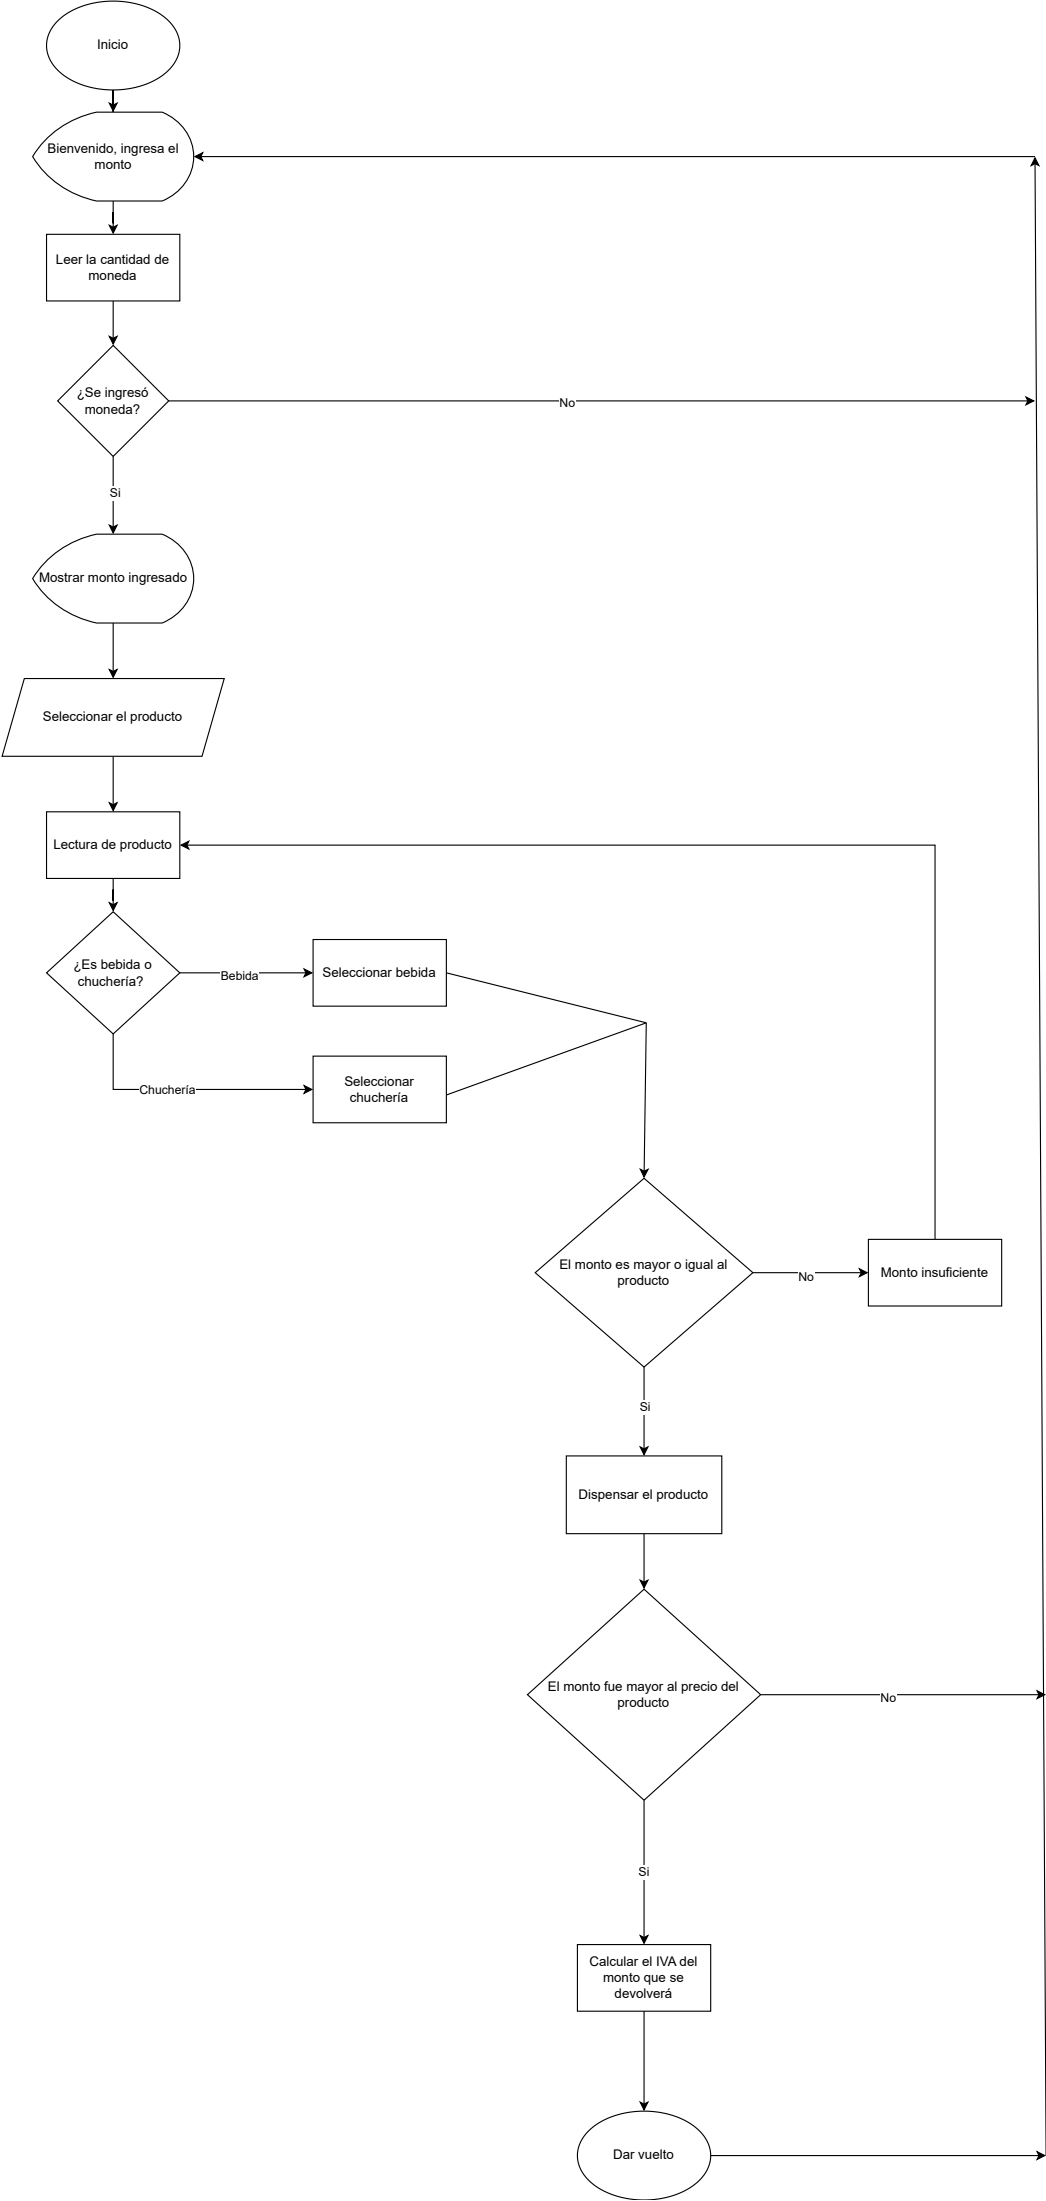 Inicio
Bienvenido, ingresa el
monto
Leer la cantidad de
moneda
¿Se ingresó
moneda?
No
Si
Mostrar monto ingresado
Seleccionar el producto
Lectura de producto
¿Es bebida o
chuchería?
Bebida
Seleccionar bebida
Chuchería
Seleccionar
chuchería
El monto es mayor o igual al
producto
No
Monto insuficiente
Si
Dispensar el producto
El monto fue mayor al precio del
producto
No
Si
Calcular el IVA del
monto que se
devolverá
Dar vuelto